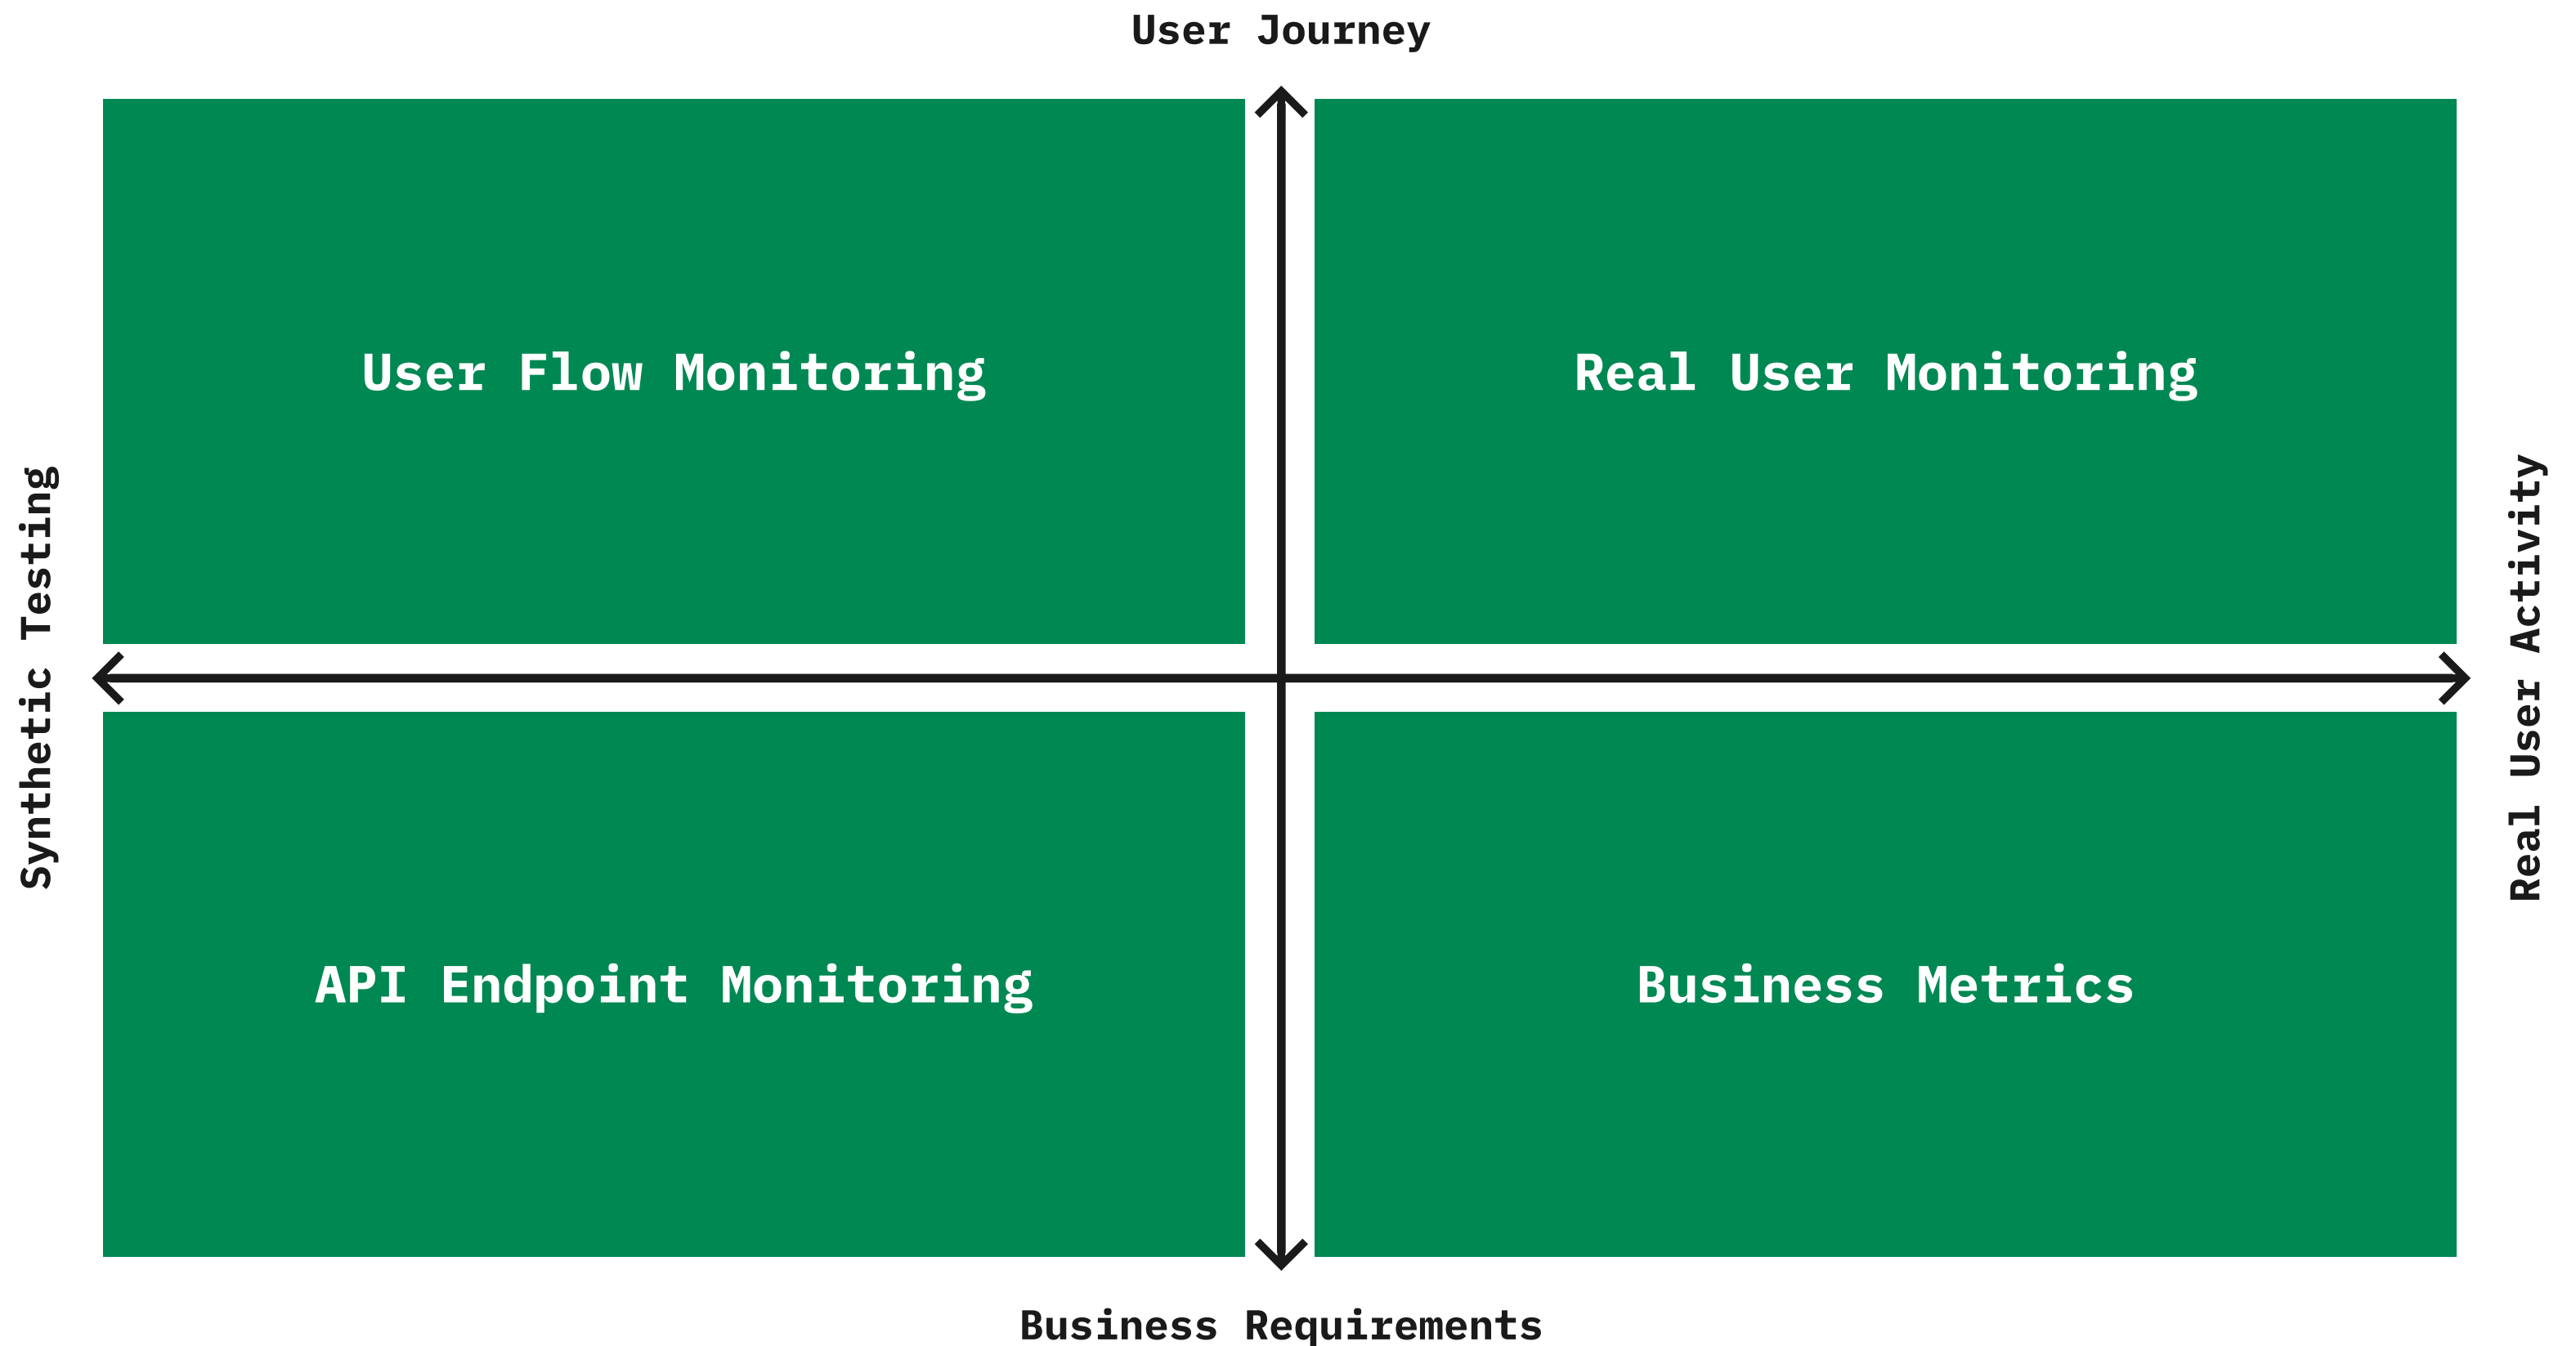 User Journey
User Flow Monitoring
Real User Monitoring
Synthetic Testing
Real User Activity
API Endpoint Monitoring
Business Metrics
Business Requirements